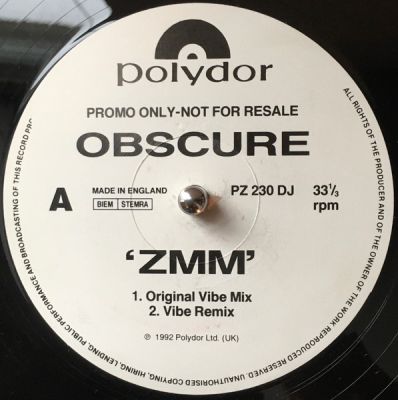 polydor
PROMO ONLY-NOT FOR RESALE
OBSCURE
A
MADE IN ENGLAND
BIEM STEMRA
PZ 230 DJ
33⅓ rpm
'ZMM'
1. Original Vibe Mix
2. Vibe Remix
℗ 1992 Polydor Ltd. (UK)
ALL RIGHTS OF THE PRODUCER AND OF THE OWNER OF THE WORK REPRODUCED RESERVED. UNAUTHORISED COPYING, HIRING, LENDING, PUBLIC PERFORMANCE AND BROADCASTING OF THIS RECORD PRO